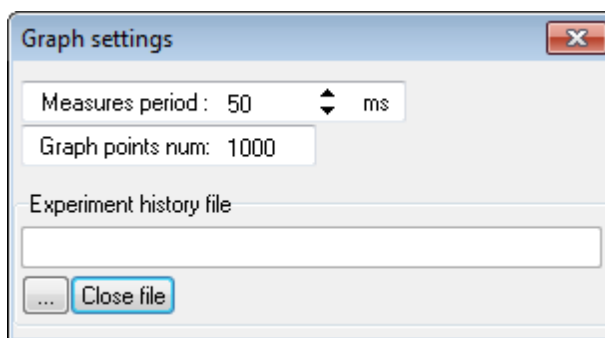 Graph settings
Measures period : 50 ms
Graph points num: 1000
Experiment history file
... Close file